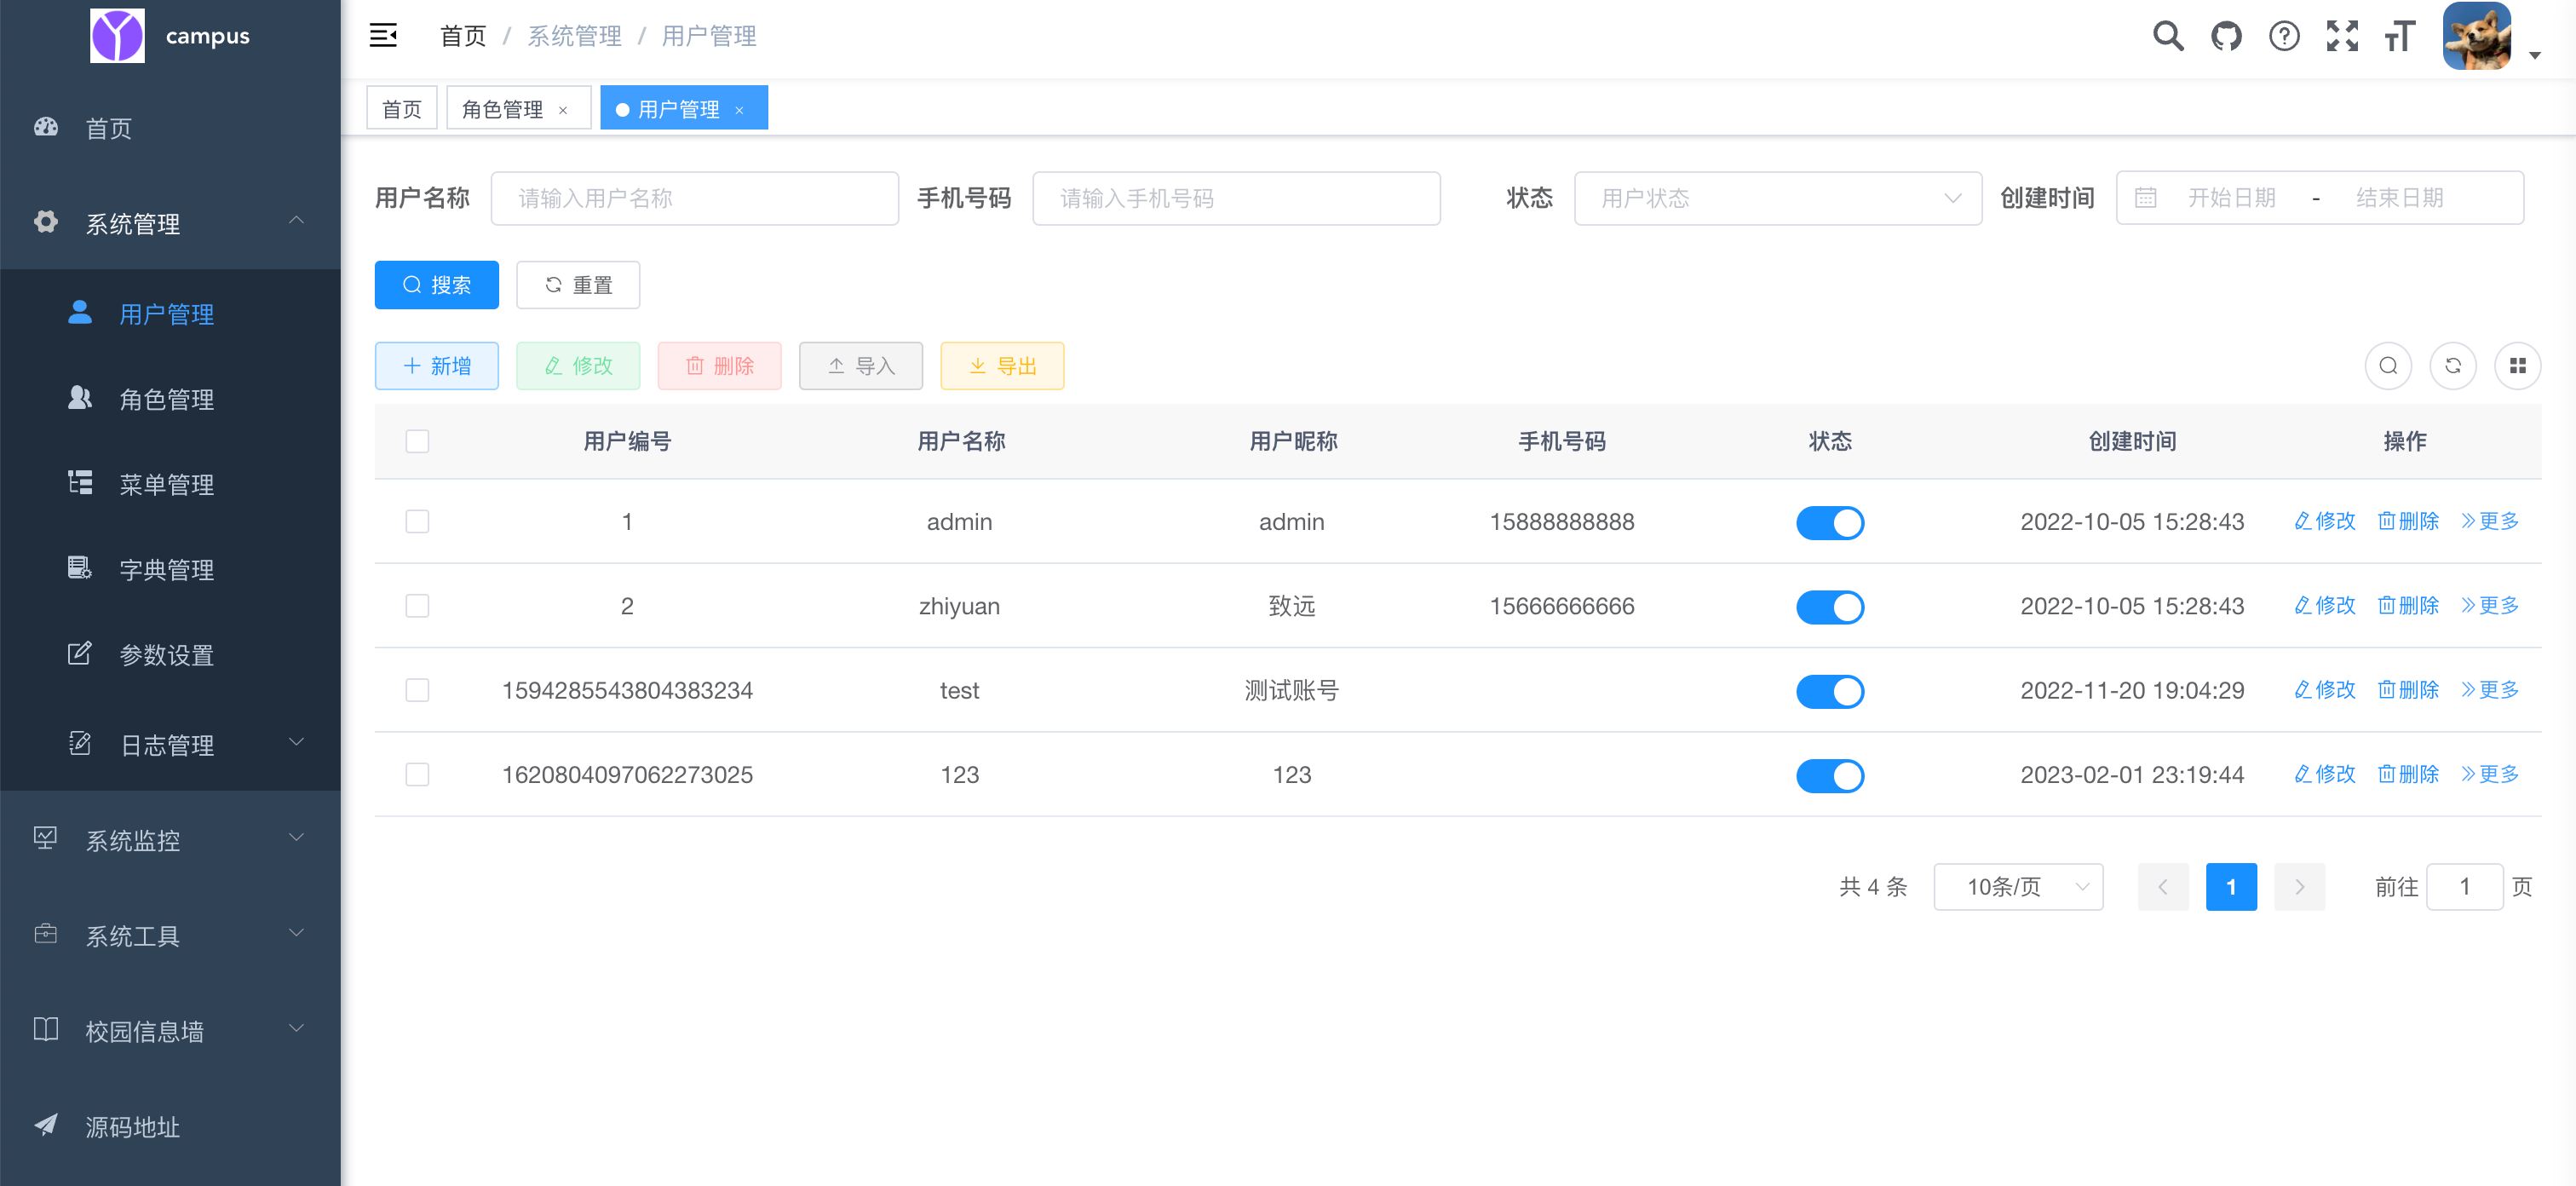 campus
首页
系统管理
用户管理
角色管理
菜单管理
字典管理
参数设置
日志管理
系统监控
系统工具
校园信息墙
源码地址
首页 / 系统管理 / 用户管理
首页 角色管理 × 用户管理 ×
用户名称 请输入用户名称 手机号码 请输入手机号码 状态 用户状态 创建时间 开始日期 - 结束日期
搜索 重置
新增 修改 删除 导入 导出
用户编号 用户名称 用户昵称 手机号码 状态 创建时间 操作
1 admin admin 15888888888 2022-10-05 15:28:43 修改 删除 更多
2 zhiyuan 致远 15666666666 2022-10-05 15:28:43 修改 删除 更多
1594285543804383234 test 测试账号 2022-11-20 19:04:29 修改 删除 更多
1620804097062273025 123 123 2023-02-01 23:19:44 修改 删除 更多
共 4 条 10条/页 1 前往 1 页